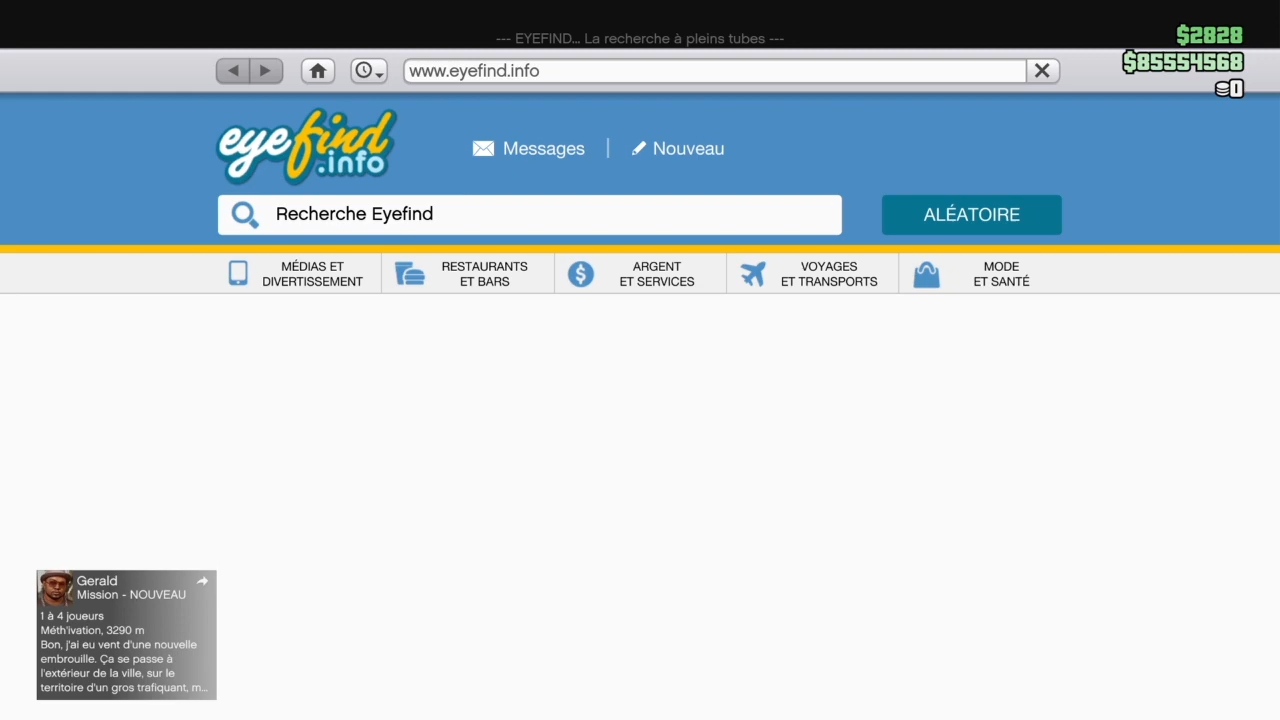 --- EYEFIND... La recherche à pleins tubes ---
$2828
$85554568
0
www.eyefind.info
eyefind
.info
Messages | Nouveau
Recherche Eyefind
ALÉATOIRE
MÉDIAS ET
DIVERTISSEMENT
RESTAURANTS
ET BARS
ARGENT
ET SERVICES
VOYAGES
ET TRANSPORTS
MODE
ET SANTÉ
Gerald
Mission - NOUVEAU
1 à 4 joueurs
Méth'ivation, 3290 m
Bon, j'ai eu vent d'une nouvelle
embrouille. Ça se passe à
l'extérieur de la ville, sur le
territoire d'un gros trafiquant, m...